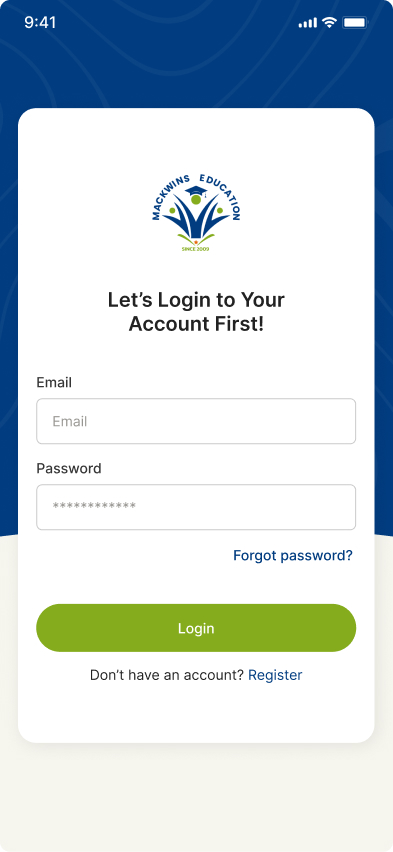 9:41
MACKWINS EDUCATION
SINCE 2009
Let's Login to Your
Account First!
Email
Email
Password
************
Forgot password?
Login
Don't have an account? Register